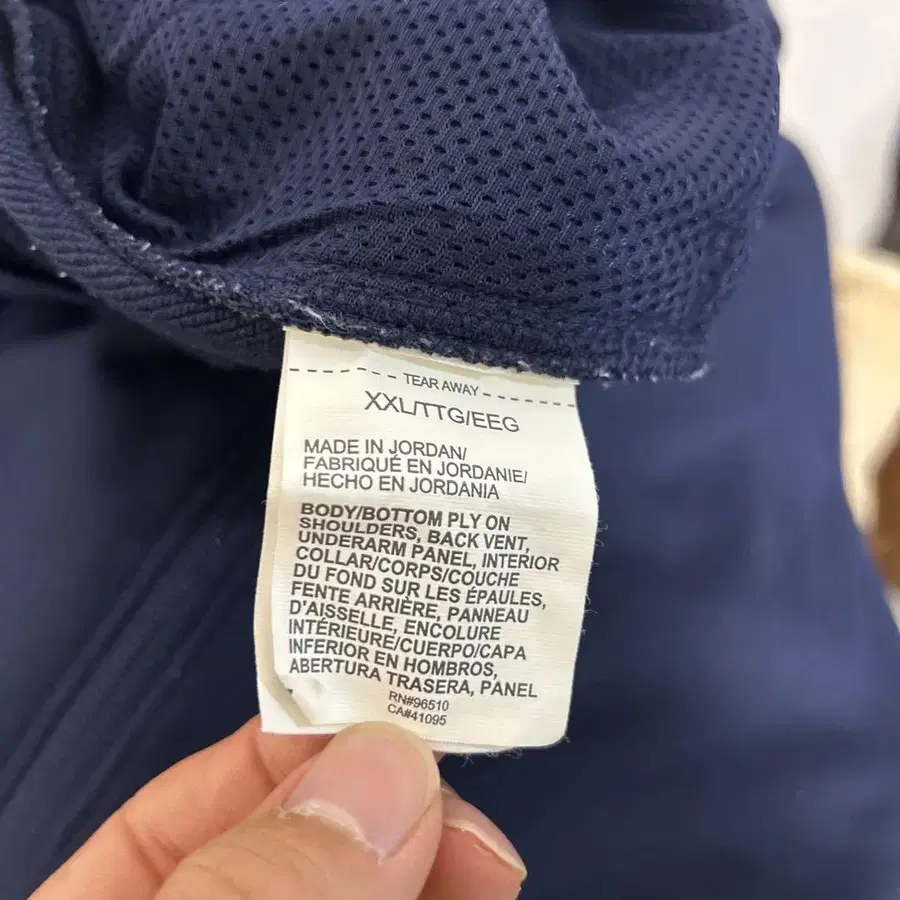 TEAR AWAY
XXL/TTG/EEG
MADE IN JORDAN/
FABRIQUÉ EN JORDANIE/
HECHO EN JORDANIA
BODY/BOTTOM PLY ON
SHOULDERS, BACK VENT,
UNDERARM PANEL, INTERIOR
COLLAR/CORPS/COUCHE
DU FOND SUR LES ÉPAULES,
FENTE ARRIÈRE, PANNEAU
D'AISSELLE, ENCOLURE
INTÉRIEURE/CUERPO/CAPA
INFERIOR EN HOMBROS,
ABERTURA TRASERA, PANEL
RN#96510
CA#41095